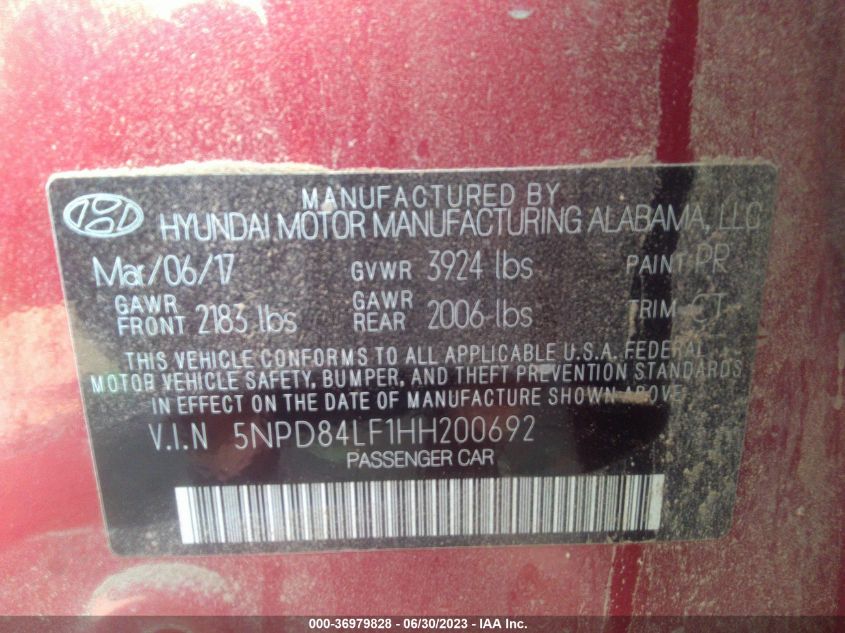 MANUFACTURED BY
HYUNDAI MOTOR MANUFACTURING ALABAMA, LLC
Mar/06/17 GVWR 3924 lbs PAINT PR
GAWR FRONT 2183 lbs GAWR REAR 2006 lbs TRIM
THIS VEHICLE CONFORMS TO ALL APPLICABLE U.S.A. FEDERAL
MOTOR VEHICLE SAFETY, BUMPER, AND THEFT PREVENTION STANDARDS
IN EFFECT ON THE DATE OF MANUFACTURE SHOWN ABOVE.
V.I.N 5NPD84LF1HH200692
PASSENGER CAR
000-36979828 - 06/30/2023 - IAA Inc.